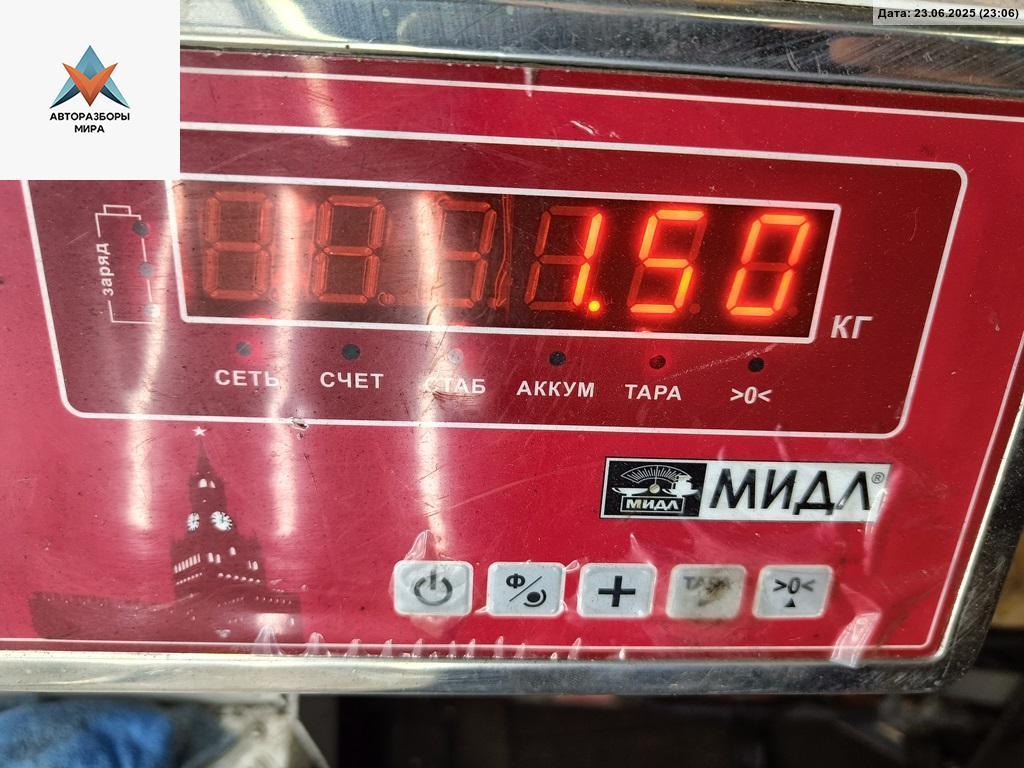 Дата: 23.06.2025 (23:06)
АВТОРАЗБОРЫ
МИРА
заряд
1.50
кг
СЕТЬ СЧЕТ СТАБ АККУМ ТАРА >0<
МИДЛ МИДЛ®
Ф/ + ТАРА >0<